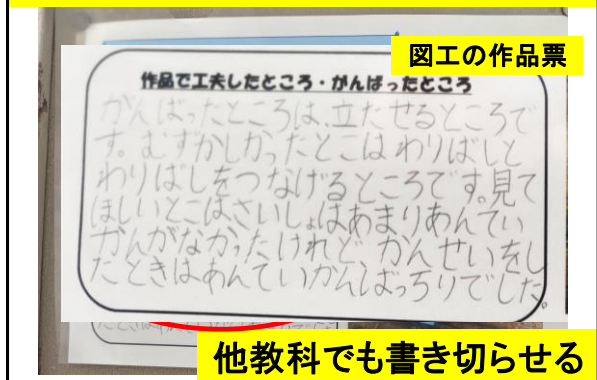 図工の作品票
作品で工夫したところ・がんばったところ
がんばったところは、立たせるところで
す。むずかしかったとこはわりばしと
わりばしをつなげるところです。見て
ほしいとこはさいしょはあまりあんてい
かんがなかったけれど、かんせいをし
たときはあんていかんばっちりでした。
他教科でも書き切らせる